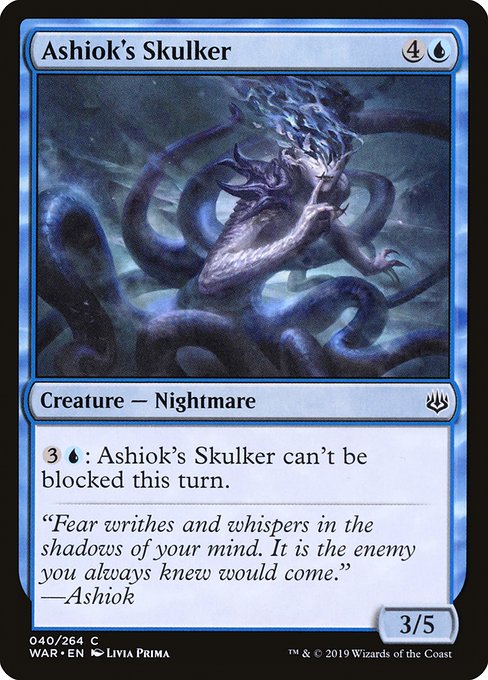 Ashiok's Skulker 4
Creature — Nightmare
3: Ashiok's Skulker can't be
blocked this turn.
"Fear writhes and whispers in the
shadows of your mind. It is the enemy
you always knew would come."
—Ashiok
3/5
040/264 C
WAR • EN Livia Prima
™ & © 2019 Wizards of the Coast